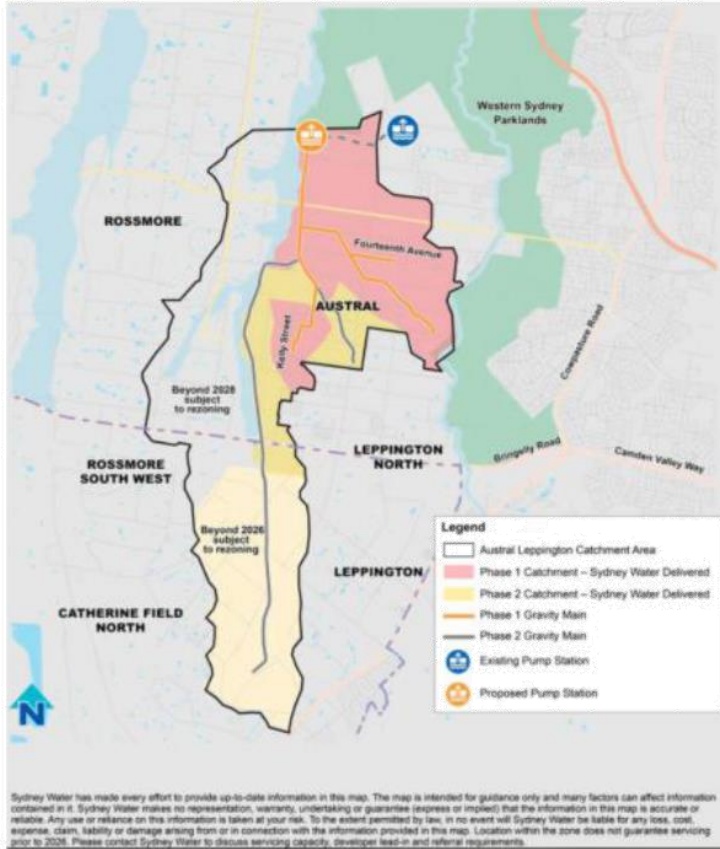 Western Sydney
Parklands
ROSSMORE
Fourteenth Avenue
AUSTRAL
Kelly Street
Cowpasture Road
Beyond 2028
subject
to rezoning
LEPPINGTON
NORTH
Bringelly Road
Camden Valley Way
ROSSMORE
SOUTH WEST
Beyond 2026
subject
to rezoning
LEPPINGTON
CATHERINE FIELD
NORTH
N
Legend
Austral Leppington Catchment Area
Phase 1 Catchment – Sydney Water Delivered
Phase 2 Catchment – Sydney Water Delivered
Phase 1 Gravity Main
Phase 2 Gravity Main
Existing Pump Station
Proposed Pump Station
Sydney Water has made every effort to provide up-to-date information in this map. The map is intended for guidance only and many factors can affect information
contained in it. Sydney Water makes no representation, warranty, undertaking or guarantee (express or implied) that the information in this map is accurate or
reliable. Any use or reliance on this information is taken at your risk. To the extent permitted by law, in no event will Sydney Water be liable for any loss, cost,
expense, claim, liability or damage arising from or in connection with the information provided in this map. Location within the zone does not guarantee servicing
prior to 2026. Please contact Sydney Water to discuss servicing capacity, developer lead-in and referral requirements.